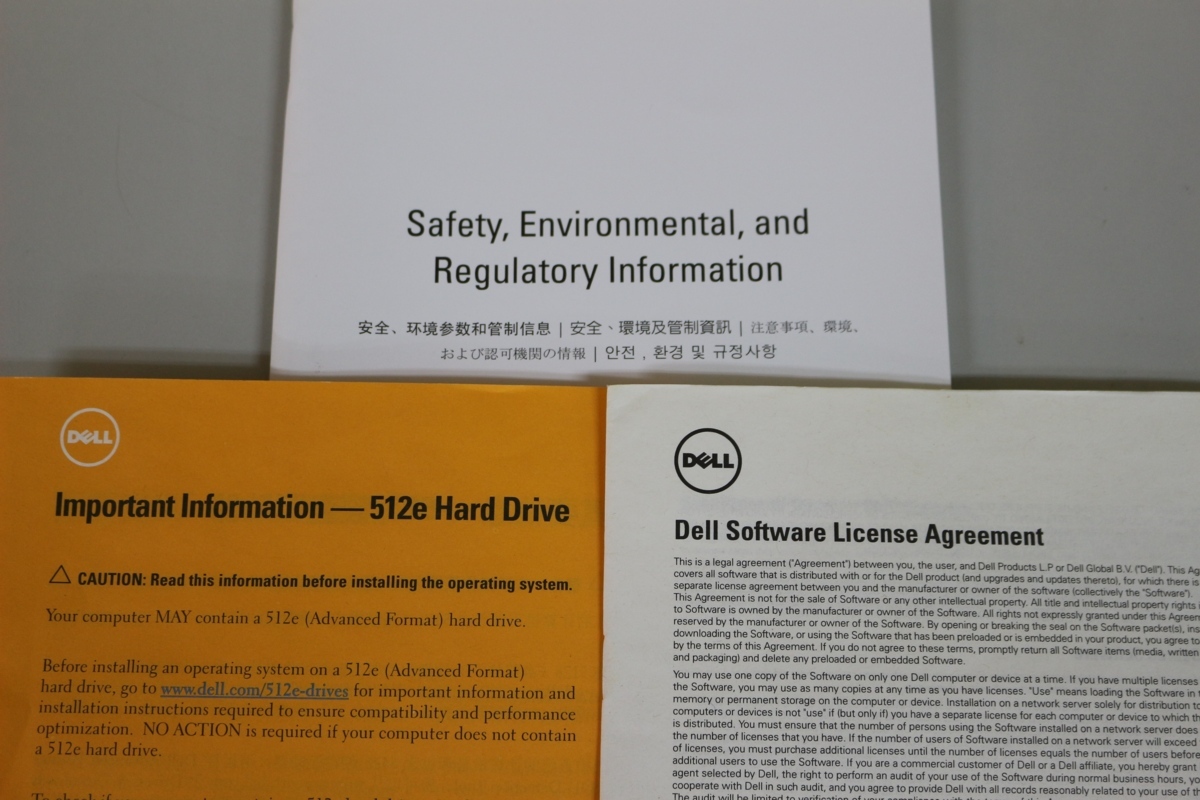 Safety, Environmental, and
Regulatory Information
安全、环境参数和管制信息 | 安全、環境及管制資訊 | 注意事項、環境、
および認可機関の情報 | 안전 , 환경 및 규정사항
DELL
Important Information — 512e Hard Drive
CAUTION: Read this information before installing the operating system.
Your computer MAY contain a 512e (Advanced Format) hard drive.
Before installing an operating system on a 512e (Advanced Format)
hard drive, go to www.dell.com/512e-drives for important information and
installation instructions required to ensure compatibility and performance
optimization. NO ACTION is required if your computer does not contain
a 512e hard drive.
DELL
Dell Software License Agreement
This is a legal agreement ("Agreement") between you, the user, and Dell Products L.P or Dell Global B.V. ("Dell"). This Ag
covers all software that is distributed with or for the Dell product (and upgrades and updates thereto), for which there is
separate license agreement between you and the manufacturer or owner of the software (collectively the "Software").
This Agreement is not for the sale of Software or any other intellectual property. All title and intellectual property rights i
to Software is owned by the manufacturer or owner of the Software. All rights not expressly granted under this Agreem
reserved by the manufacturer or owner of the Software. By opening or breaking the seal on the Software packet(s), ins
downloading the Software, or using the Software that has been preloaded or is embedded in your product, you agree to
by the terms of this Agreement. If you do not agree to these terms, promptly return all Software items (media, written
and packaging) and delete any preloaded or embedded Software.
You may use one copy of the Software on only one Dell computer or device at a time. If you have multiple licenses
the Software, you may use as many copies at any time as you have licenses. "Use" means loading the Software in t
memory or permanent storage on the computer or device. Installation on a network server solely for distribution to
computers or devices is not "use" if (but only if) you have a separate license for each computer or device to which th
is distributed. You must ensure that the number of persons using the Software installed on a network server does
the number of licenses that you have. If the number of users of Software installed on a network server will exceed
of licenses, you must purchase additional licenses until the number of licenses equals the number of users before
additional users to use the Software. If you are a commercial customer of Dell or a Dell affiliate, you hereby grant
agent selected by Dell, the right to perform an audit of your use of the Software during normal business hours, yo
cooperate with Dell in such audit, and you agree to provide Dell with all records reasonably related to your use of th
The audit will be limited to verification of your compliance with the terms of this